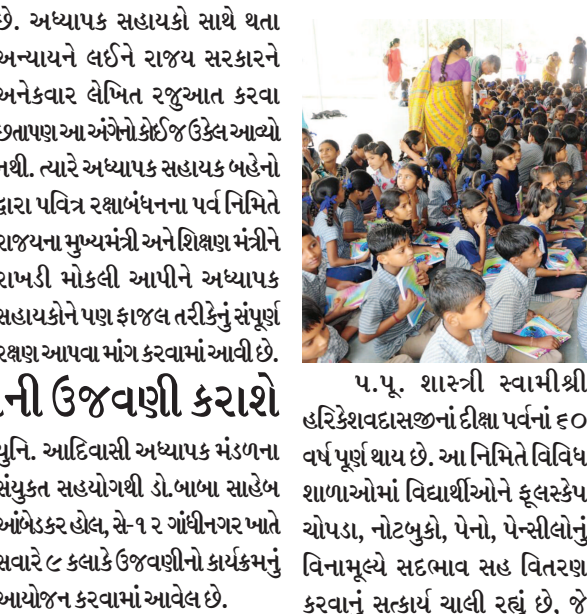 છે. અધ્યાપક સહાયકો સાથે થતા
અન્યાયને લઈને રાજય સરકારને
અનેકવાર લેખિત રજુઆત કરવા
છતાપણ આ અંગેનો કોઈ જ ઉકેલ આવ્યો
નથી. ત્યારે અધ્યાપક સહાયક બહેનો
દ્વારા પવિત્ર રક્ષાબંધનના પર્વ નિમિતે
રાજયના મુખ્યમંત્રી અને શિક્ષણ મંત્રીને
રાખડી મોકલી આપીને અધ્યાપક
સહાયકોને પણ ફાજલ તરીકેનું સંપૂર્ણ
રક્ષણ આપવા માંગ કરવામાં આવી છે.
ની ઉજવણી કરાશે
યુનિ. આદિવાસી અધ્યાપક મંડળના
સંયુકત સહયોગથી ડો.બાબા સાહેબ
આંબેડકર હોલ, સે-૧ ૨ ગાંધીનગર ખાતે
સવારે ૯ કલાકે ઉજવણીનો કાર્યક્રમનું
આયોજન કરવામાં આવેલ છે.
પ.પૂ. શાસ્ત્રી સ્વામીશ્રી
હરિકેશવદાસજીનાં દીક્ષા પર્વનાં ૬૦
વર્ષ પૂર્ણ થાય છે. આ નિમિતે વિવિધ
શાળાઓમાં વિદ્યાર્થીઓને ફૂલસ્કેપ
ચોપડા, નોટબુકો, પેનો, પેન્સીલોનું
વિનામૂલ્યે સદભાવ સહ વિતરણ
કરવાનું સત્કાર્ય ચાલી રહ્યું છે, જ